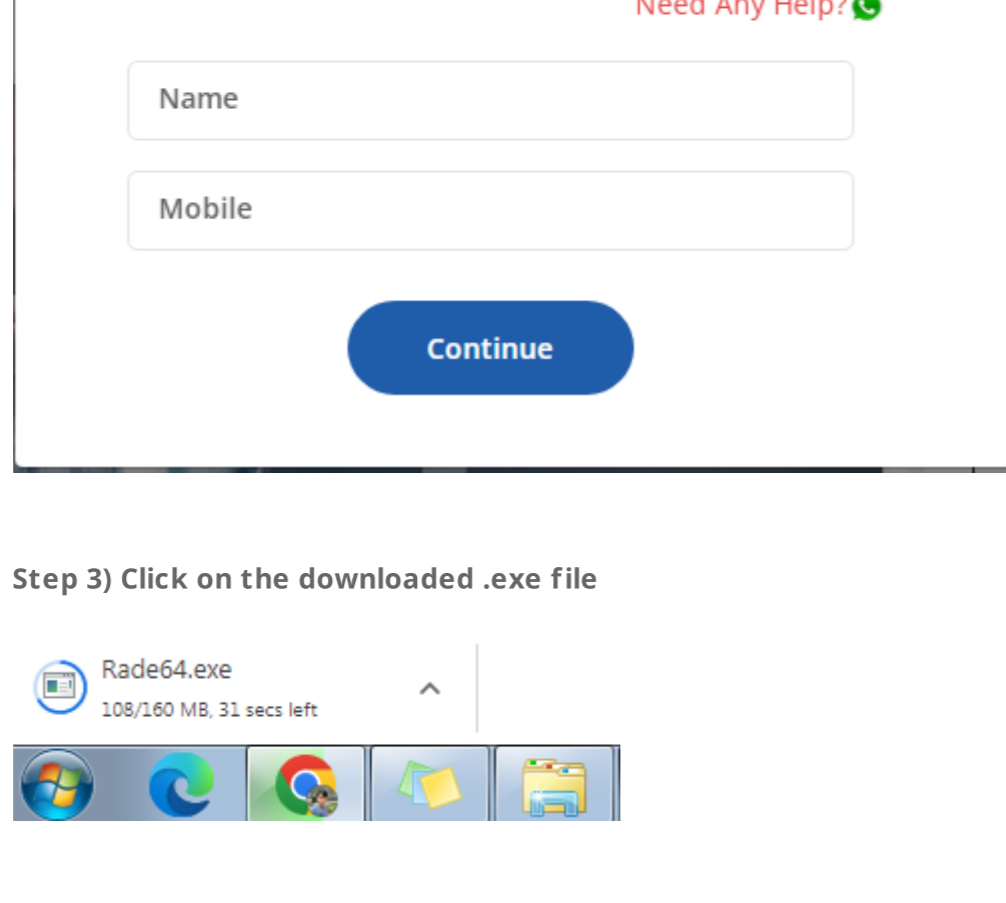 Need Any Help?
Name
Mobile
Continue
Step 3) Click on the downloaded .exe file
Rade64.exe
108/160 MB, 31 secs left